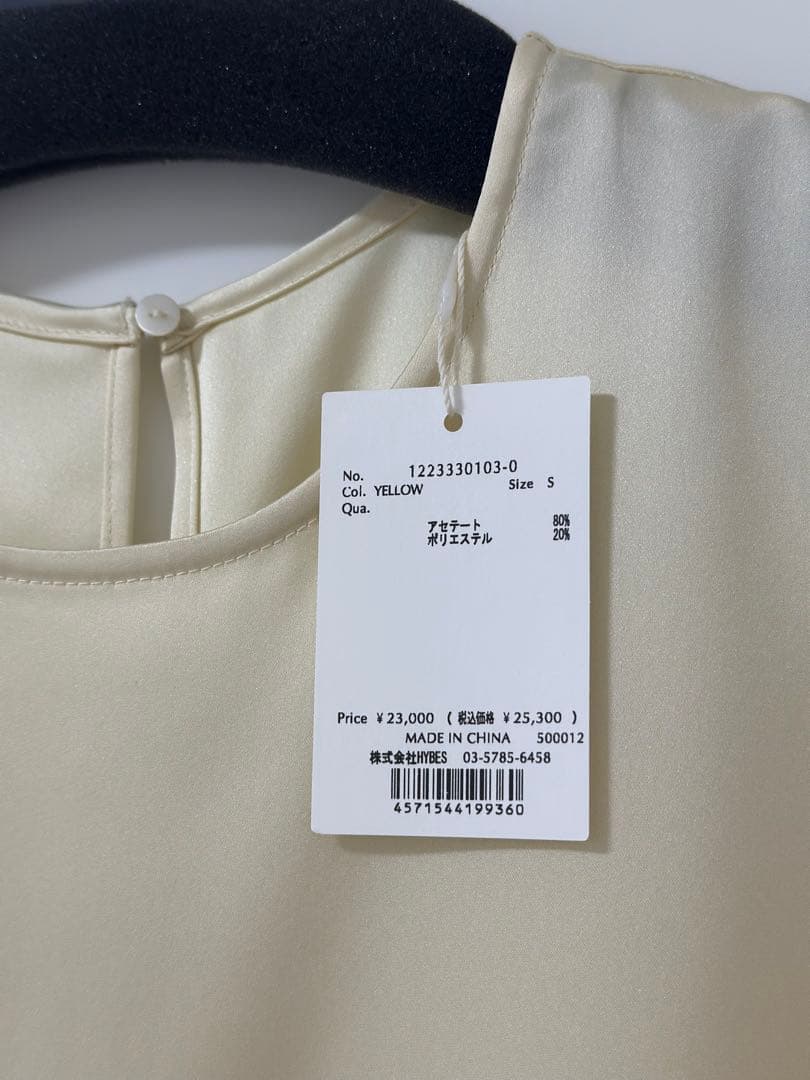 No. 1223330103-0
Col. YELLOW Size S
Qua.
アセテート 80%
ポリエステル 20%
Price ¥23,000 ( 税込価格 ¥25,300 )
MADE IN CHINA 500012
株式会社HYBES 03-5785-6458
4571544199360